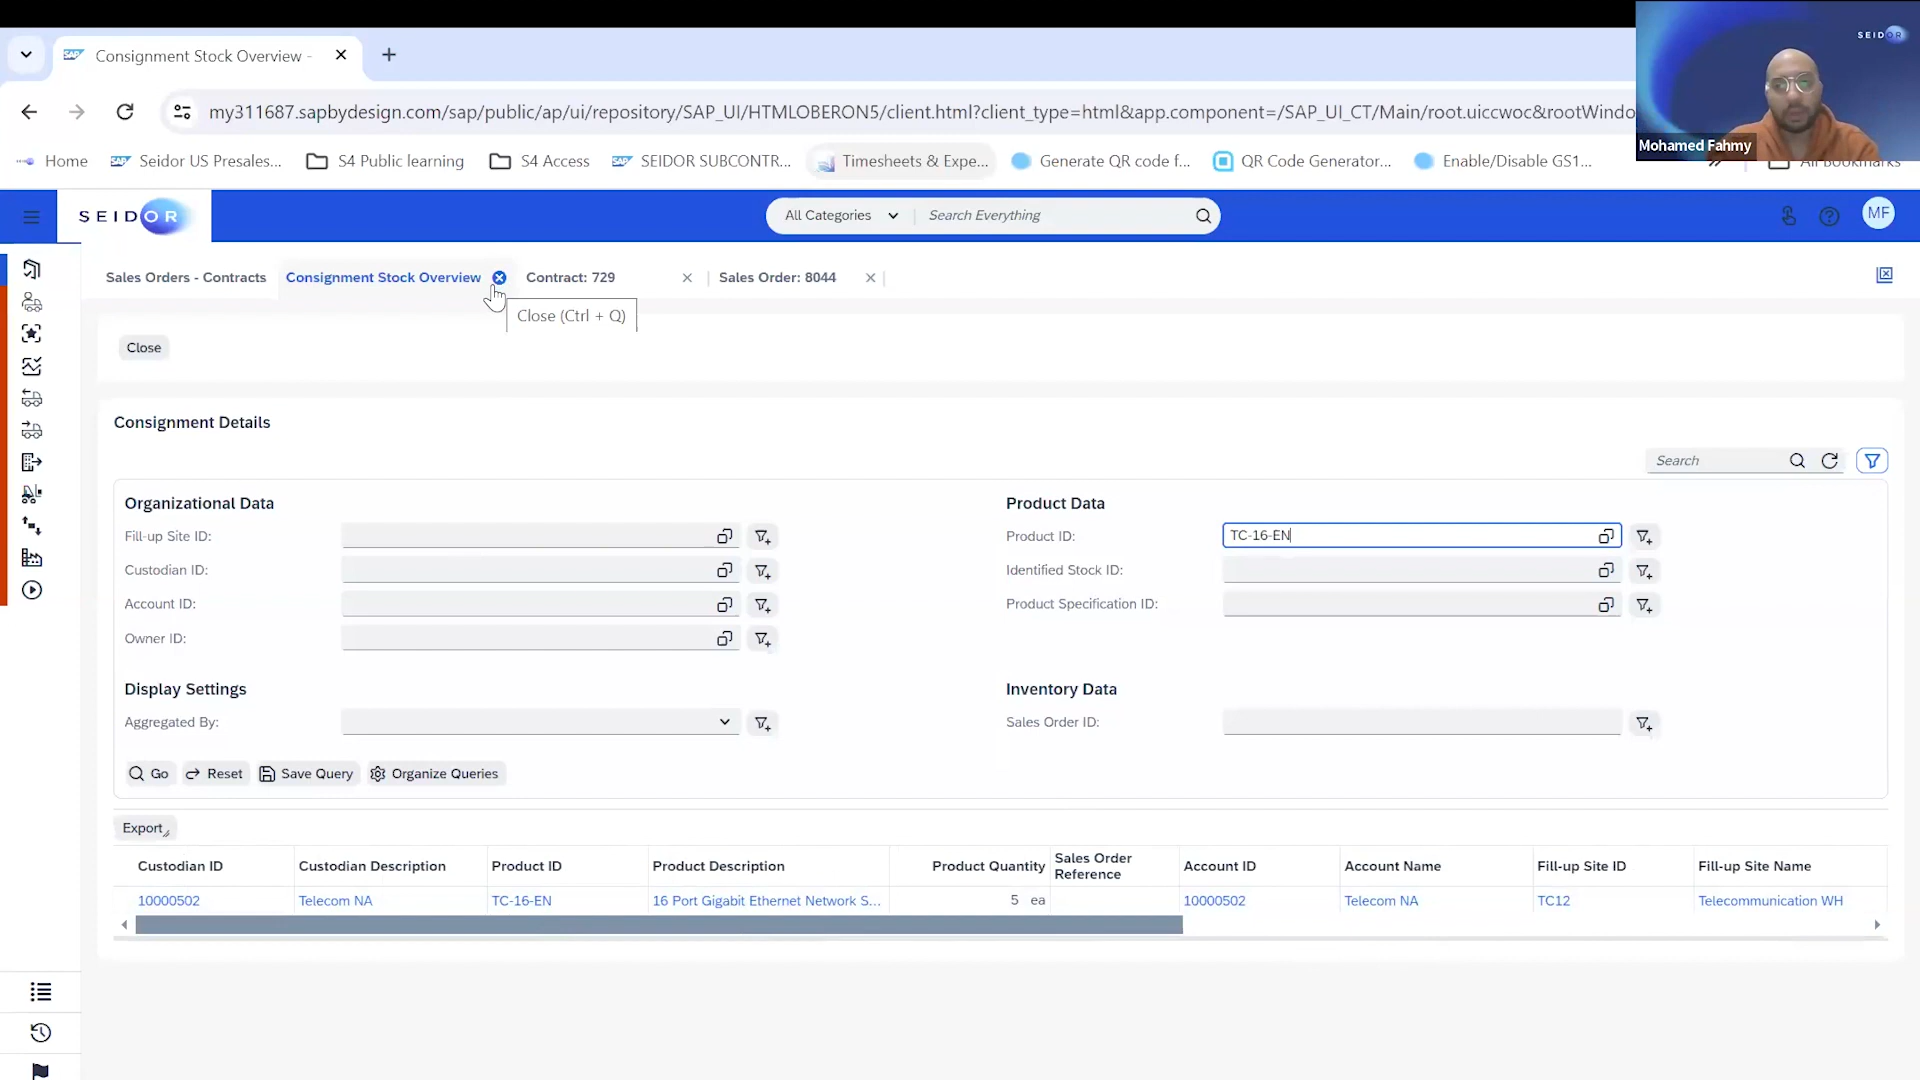 Consignment Stock Overview -
my311687.sapbydesign.com/sap/public/ap/ui/repository/SAP_UI/HTMLOBERON5/client.html?client_type=html&app.component=/SAP_UI_CT/Main/root.uiccwoc&rootWindo
SEIDOR
Mohamed Fahmy
Home
SAP Seidor US Presales...
S4 Public learning
S4 Access
SAP SEIDOR SUBCONTR...
Timesheets & Expe...
Generate QR code f...
QR Code Generator...
Enable/Disable GS1...
All Bookmarks
SEIDOR
All Categories
Search Everything
MF
Sales Orders - Contracts
Consignment Stock Overview
Contract: 729
Sales Order: 8044
Close (Ctrl + Q)
Close
Consignment Details
Search
Organizational Data
Fill-up Site ID:
Custodian ID:
Account ID:
Owner ID:
Product Data
Product ID: TC-16-EN
Identified Stock ID:
Product Specification ID:
Display Settings
Aggregated By:
Inventory Data
Sales Order ID:
Go Reset Save Query Organize Queries
Export
Custodian ID Custodian Description Product ID Product Description Product Quantity Sales Order Reference Account ID Account Name Fill-up Site ID Fill-up Site Name
10000502 Telecom NA TC-16-EN 16 Port Gigabit Ethernet Network S... 5 ea 10000502 Telecom NA TC12 Telecommunication WH